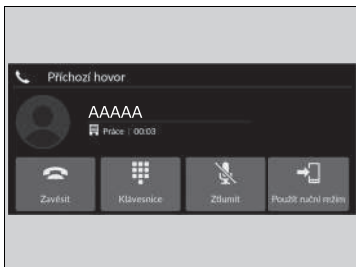 Příchozí hovor
AAAAA
Práce | 00:03
Zavěsit
Klávesnice
Ztlumit
Použít ruční režim